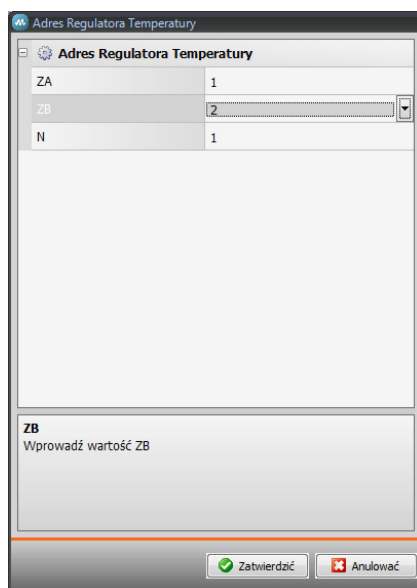 Adres Regulatora Temperatury
Adres Regulatora Temperatury
ZA 1
ZB 2
N 1
ZB
Wprowadź wartość ZB
Zatwierdzić Anulować